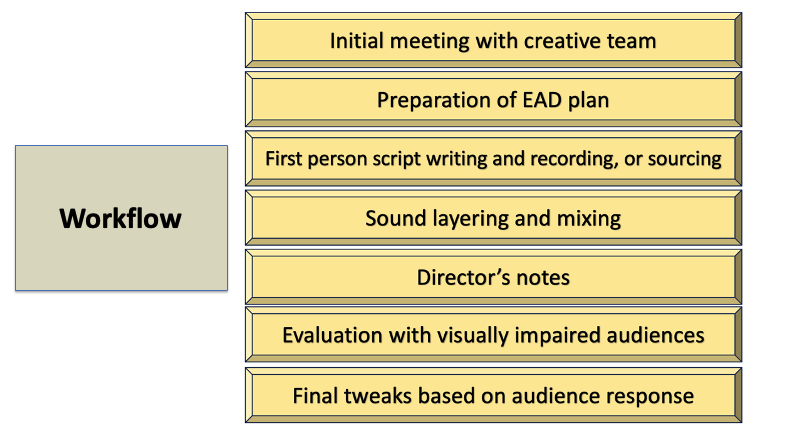 Initial meeting with creative team
Preparation of EAD plan
First person script writing and recording, or sourcing
Workflow
Sound layering and mixing
Director’s notes
Evaluation with visually impaired audiences
Final tweaks based on audience response